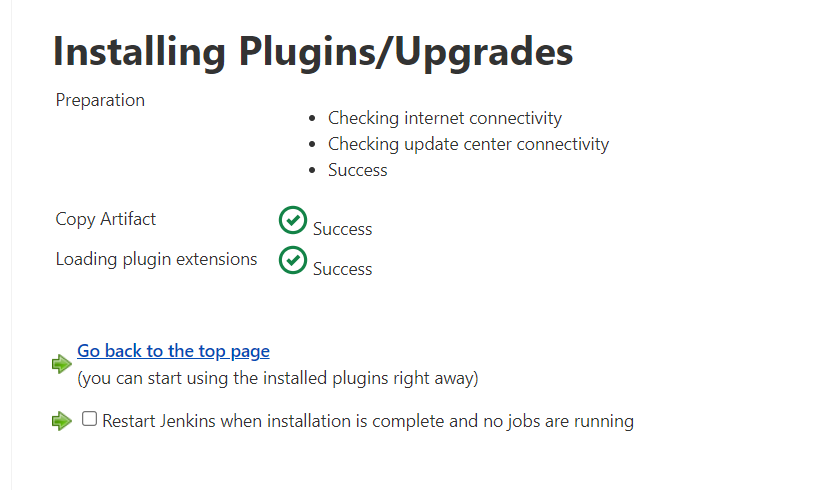 Installing Plugins/Upgrades
Preparation
Checking internet connectivity
Checking update center connectivity
Success
Copy Artifact
Success
Loading plugin extensions
Success
Go back to the top page
(you can start using the installed plugins right away)
Restart Jenkins when installation is complete and no jobs are running